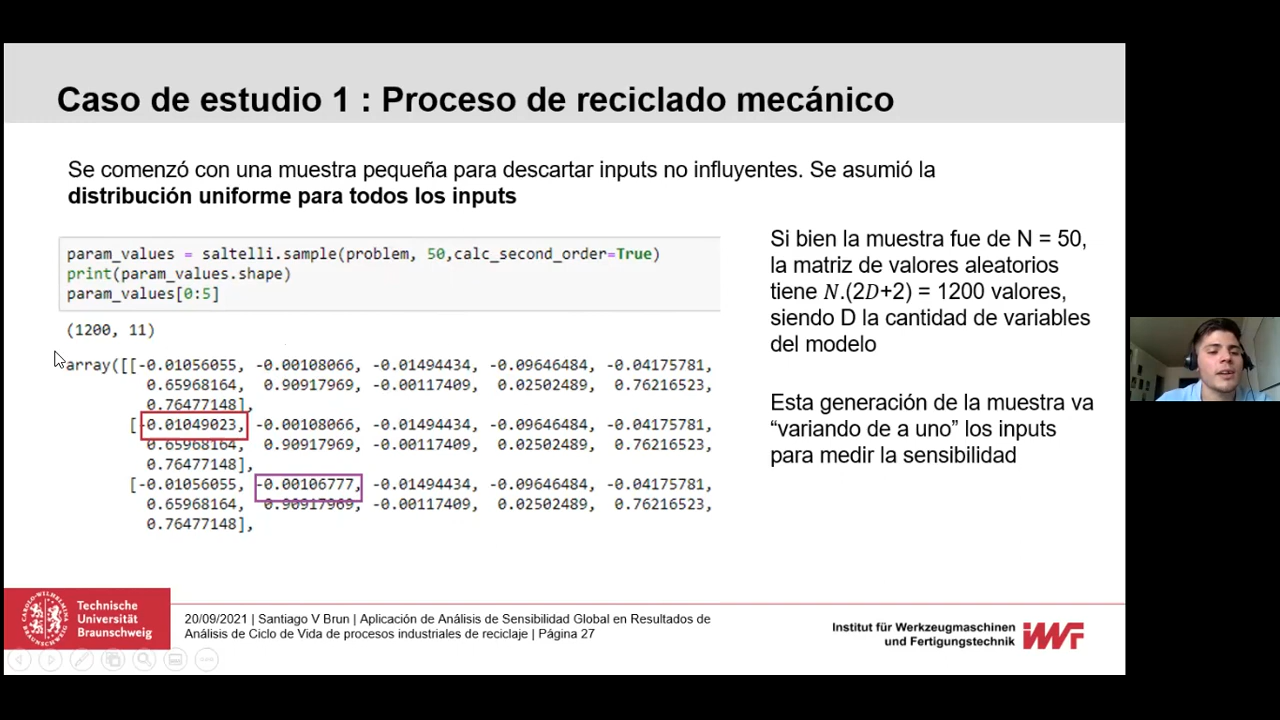 Caso de estudio 1 : Proceso de reciclado mecánico
Se comenzó con una muestra pequeña para descartar inputs no influyentes. Se asumió la
distribución uniforme para todos los inputs
param_values = saltelli.sample(problem, 50,calc_second_order=True)
print(param_values.shape)
param_values[0:5]
(1200, 11)
array([[-0.01056055, -0.00108066, -0.01494434, -0.09646484, -0.04175781,
0.65968164, 0.90917969, -0.00117409, 0.02502489, 0.76216523,
0.76477148],
[-0.01049023, -0.00108066, -0.01494434, -0.09646484, -0.04175781,
0.65968164, 0.90917969, -0.00117409, 0.02502489, 0.76216523,
0.76477148],
[-0.01056055, -0.00106777, -0.01494434, -0.09646484, -0.04175781,
0.65968164, 0.90917969, -0.00117409, 0.02502489, 0.76216523,
0.76477148],
Si bien la muestra fue de N = 50,
la matriz de valores aleatorios
tiene N.(2D+2) = 1200 valores,
siendo D la cantidad de variables
del modelo
Esta generación de la muestra va
“variando de a uno” los inputs
para medir la sensibilidad
Technische
Universität
Braunschweig
20/09/2021 | Santiago V Brun | Aplicación de Análisis de Sensibilidad Global en Resultados de
Análisis de Ciclo de Vida de procesos industriales de reciclaje | Página 27
Institut für Werkzeugmaschinen
und Fertigungstechnik
IWF